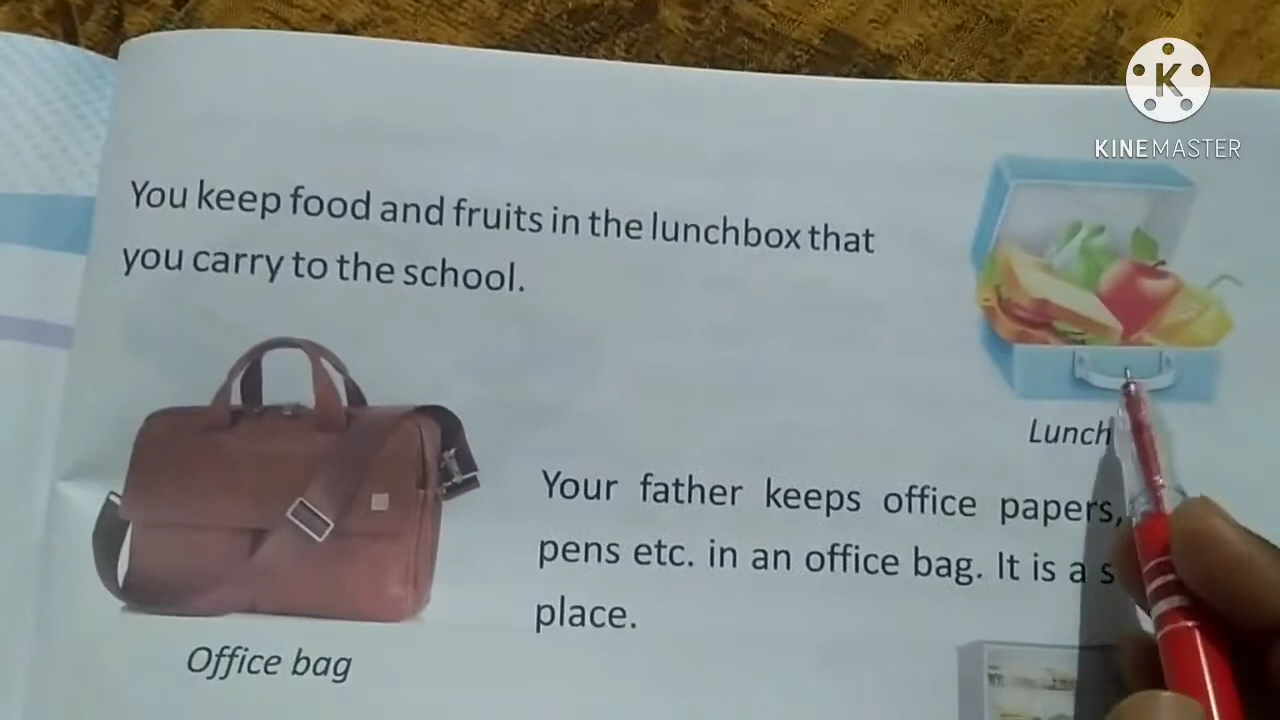 KINEMASTER
You keep food and fruits in the lunchbox that
you carry to the school.
Lunch
Your father keeps office papers,
pens etc. in an office bag. It is a
place.
Office bag